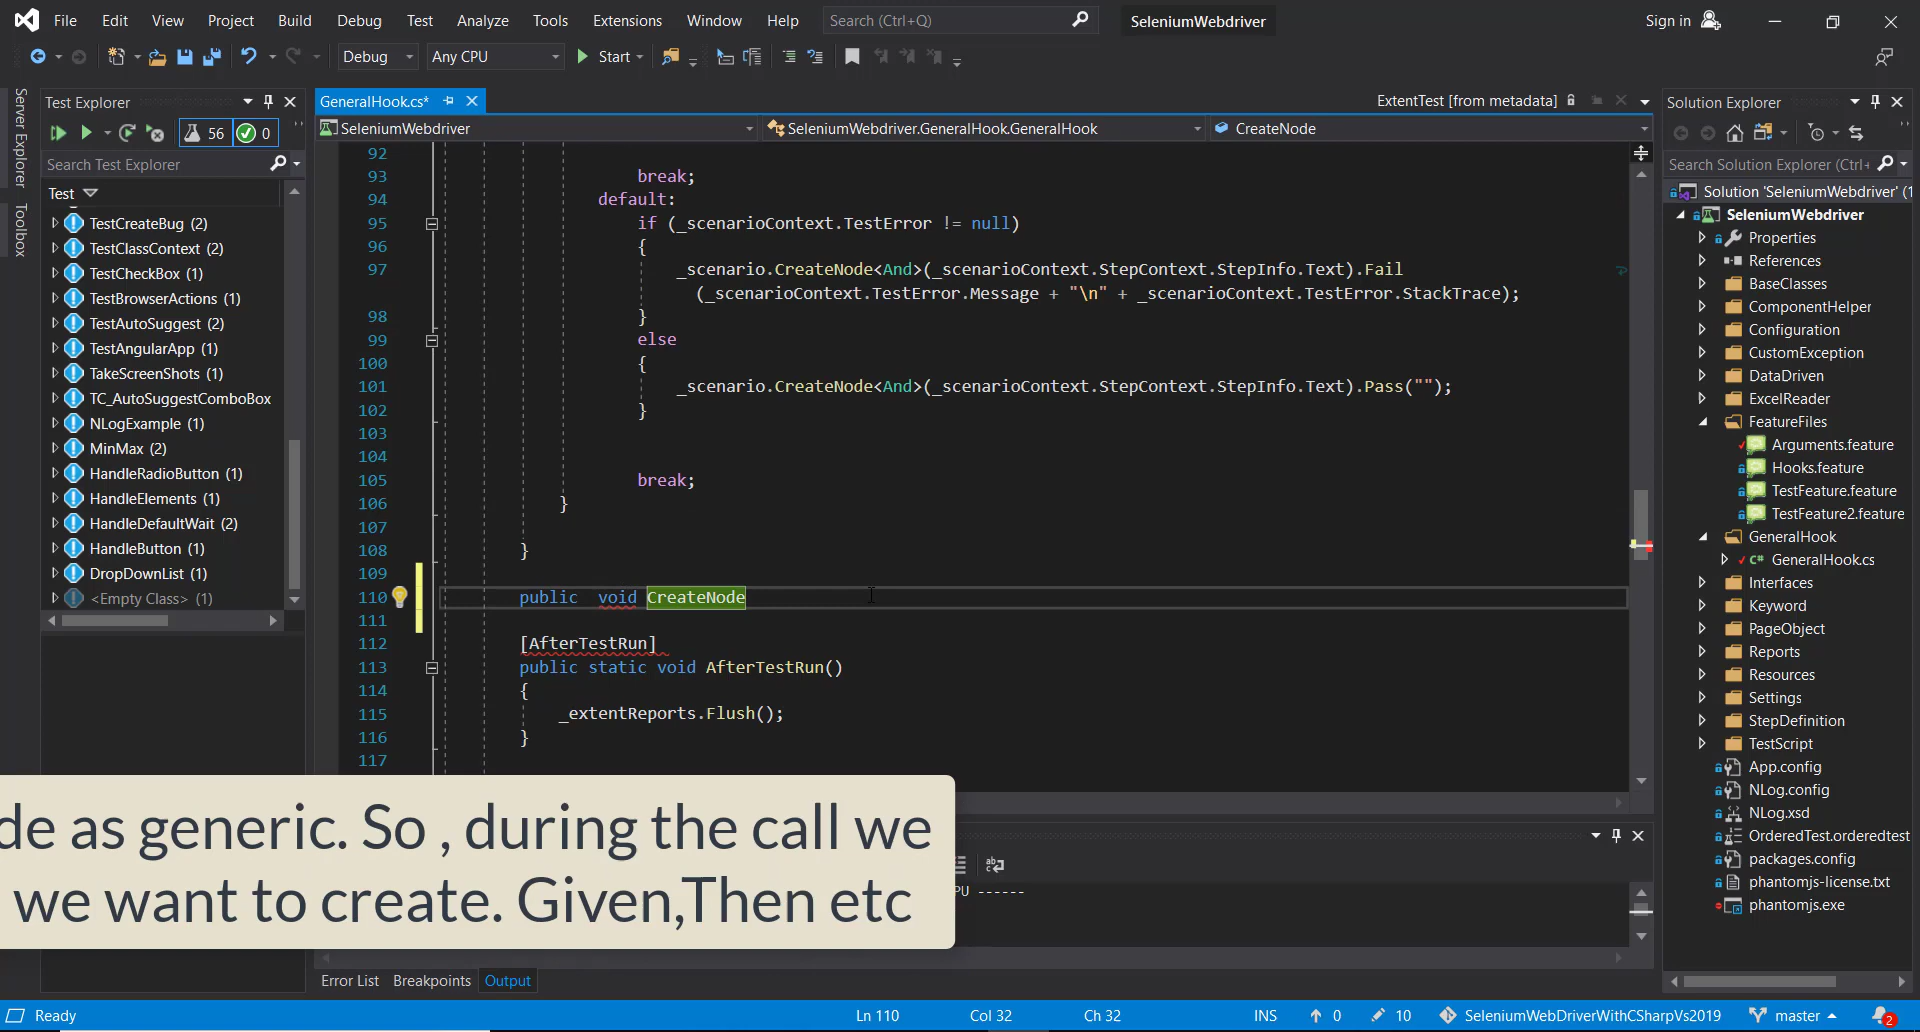 File Edit View Project Build Debug Test Analyze Tools Extensions Window Help Search (Ctrl+Q) SeleniumWebdriver Sign in
Debug Any CPU Start
Server Explorer
Toolbox
Test Explorer
56 0
Search Test Explorer
Test
TestCreateBug (2)
TestClassContext (2)
TestCheckBox (1)
TestBrowserActions (1)
TestAutoSuggest (2)
TestAngularApp (1)
TakeScreenShots (1)
TC_AutoSuggestComboBox
NLogExample (1)
MinMax (2)
HandleRadioButton (1)
HandleElements (1)
HandleDefaultWait (2)
HandleButton (1)
DropDownList (1)
<Empty Class> (1)
GeneralHook.cs* ExtentTest [from metadata]
SeleniumWebdriver SeleniumWebdriver.GeneralHook.GeneralHook CreateNode
92
93 break;
94 default:
95 if (_scenarioContext.TestError != null)
96 {
97 _scenario.CreateNode<And>(_scenarioContext.StepContext.StepInfo.Text).Fail
(_scenarioContext.TestError.Message + "\n" + _scenarioContext.TestError.StackTrace);
98 }
99 else
100 {
101 _scenario.CreateNode<And>(_scenarioContext.StepContext.StepInfo.Text).Pass("");
102 }
103
104
105 break;
106 }
107
108 }
109
110 public void CreateNode
111
112 [AfterTestRun]
113 public static void AfterTestRun()
114 {
115 _extentReports.Flush();
116 }
117
de as generic. So , during the call we
we want to create. Given,Then etc
PU ------
Error List Breakpoints Output
Solution Explorer
Search Solution Explorer (Ctrl+
Solution 'SeleniumWebdriver' (1
SeleniumWebdriver
Properties
References
BaseClasses
ComponentHelper
Configuration
CustomException
DataDriven
ExcelReader
FeatureFiles
Arguments.feature
Hooks.feature
TestFeature.feature
TestFeature2.feature
GeneralHook
GeneralHook.cs
Interfaces
Keyword
PageObject
Reports
Resources
Settings
StepDefinition
TestScript
App.config
NLog.config
NLog.xsd
OrderedTest.orderedtest
packages.config
phantomjs-license.txt
phantomjs.exe
Ready Ln 110 Col 32 Ch 32 INS 0 10 SeleniumWebDriverWithCSharpVs2019 master 2